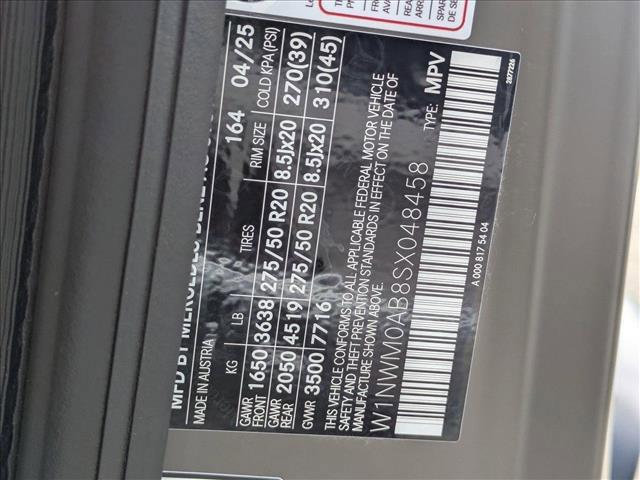 MFD BY MERCEDES-BENZ
164 04/25
MADE IN AUSTRIA
KG LB TIRES RIM SIZE COLD KPA (PSI)
GAWR FRONT 1650 3638 275/50 R20 8.5Jx20 270(39)
GAWR REAR 2050 4519 275/50 R20 8.5Jx20 310(45)
GVWR 3500 7716
THIS VEHICLE CONFORMS TO ALL APPLICABLE FEDERAL MOTOR VEHICLE
SAFETY AND THEFT PREVENTION STANDARDS IN EFFECT ON THE DATE OF
MANUFACTURE SHOWN ABOVE.
W1NWM0AB8SX048458 TYPE: MPV
A 000 817 54 04
2877226